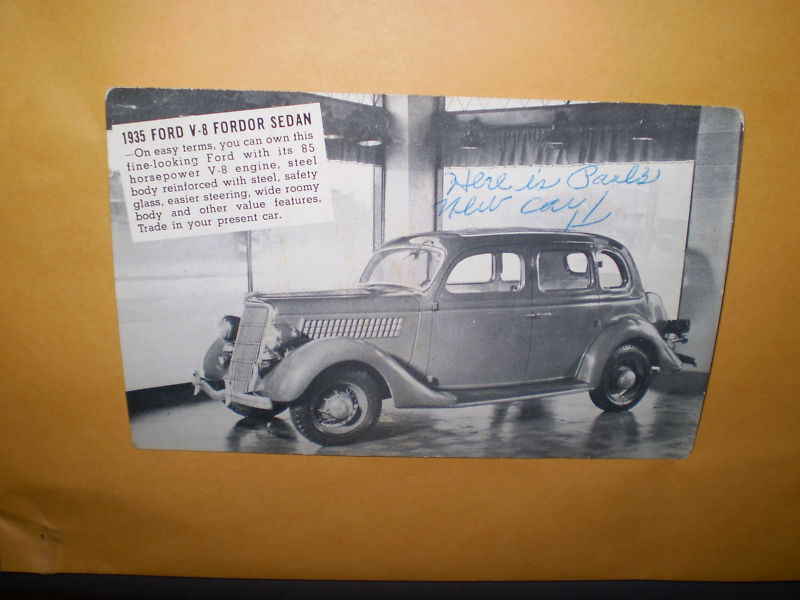 1935 FORD V-8 FORDOR SEDAN
—On easy terms, you can own this
fine-looking Ford with its 85
horsepower V-8 engine, steel
body reinforced with steel, safety
glass, easier steering, wide roomy
body and other value features.
Trade in your present car.
Here is Paul's
new car!!